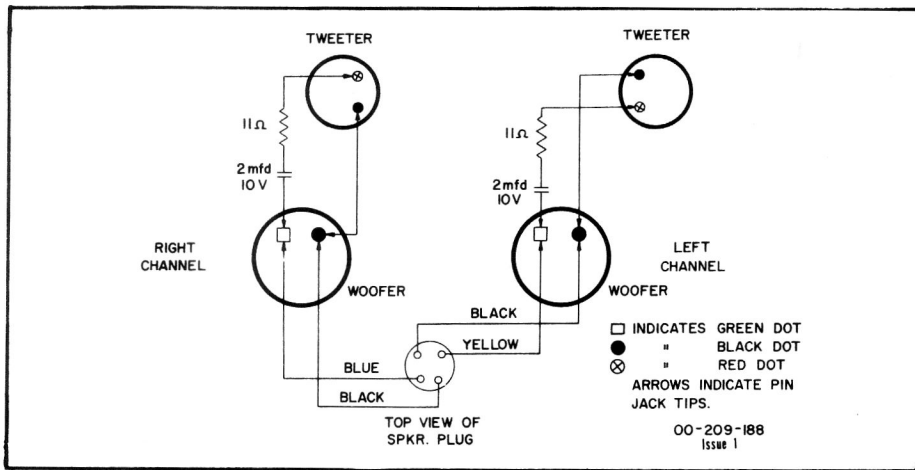 TWEETER
TWEETER
11Ω
11Ω
2 mfd
10 V
2 mfd
10 V
RIGHT
CHANNEL
LEFT
CHANNEL
WOOFER
WOOFER
BLACK
YELLOW
BLUE
BLACK
TOP VIEW OF
SPKR. PLUG
□ INDICATES GREEN DOT
● " BLACK DOT
⊗ " RED DOT
ARROWS INDICATE PIN
JACK TIPS.
00-209-188
Issue 1